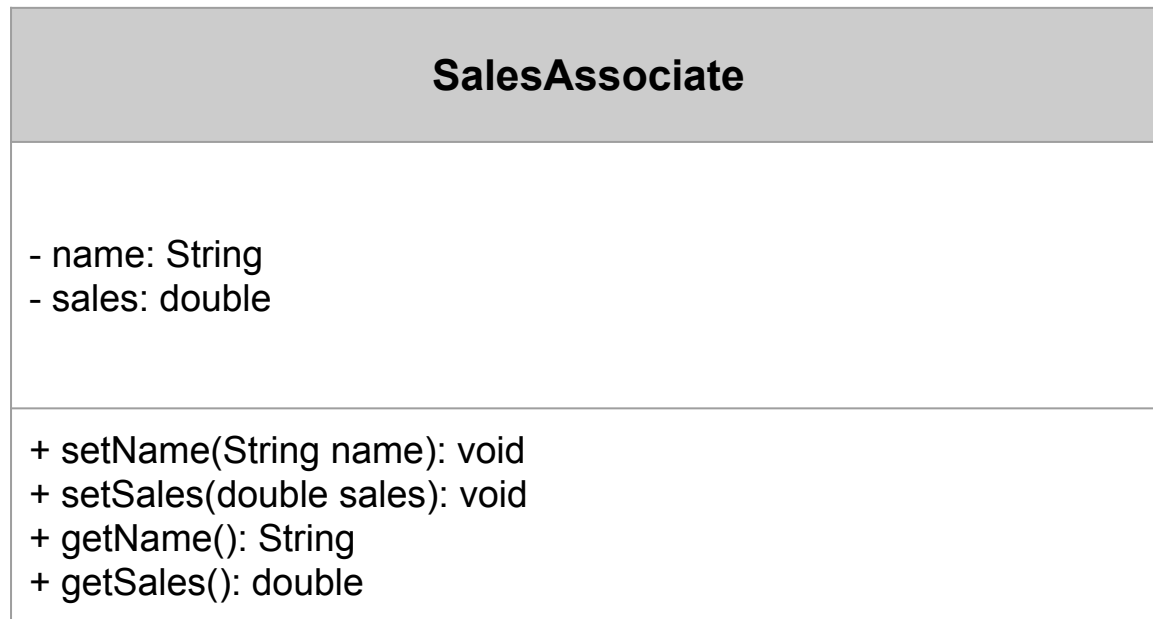 SalesAssociate
- name: String
- sales: double
+ setName(String name): void
+ setSales(double sales): void
+ getName(): String
+ getSales(): double